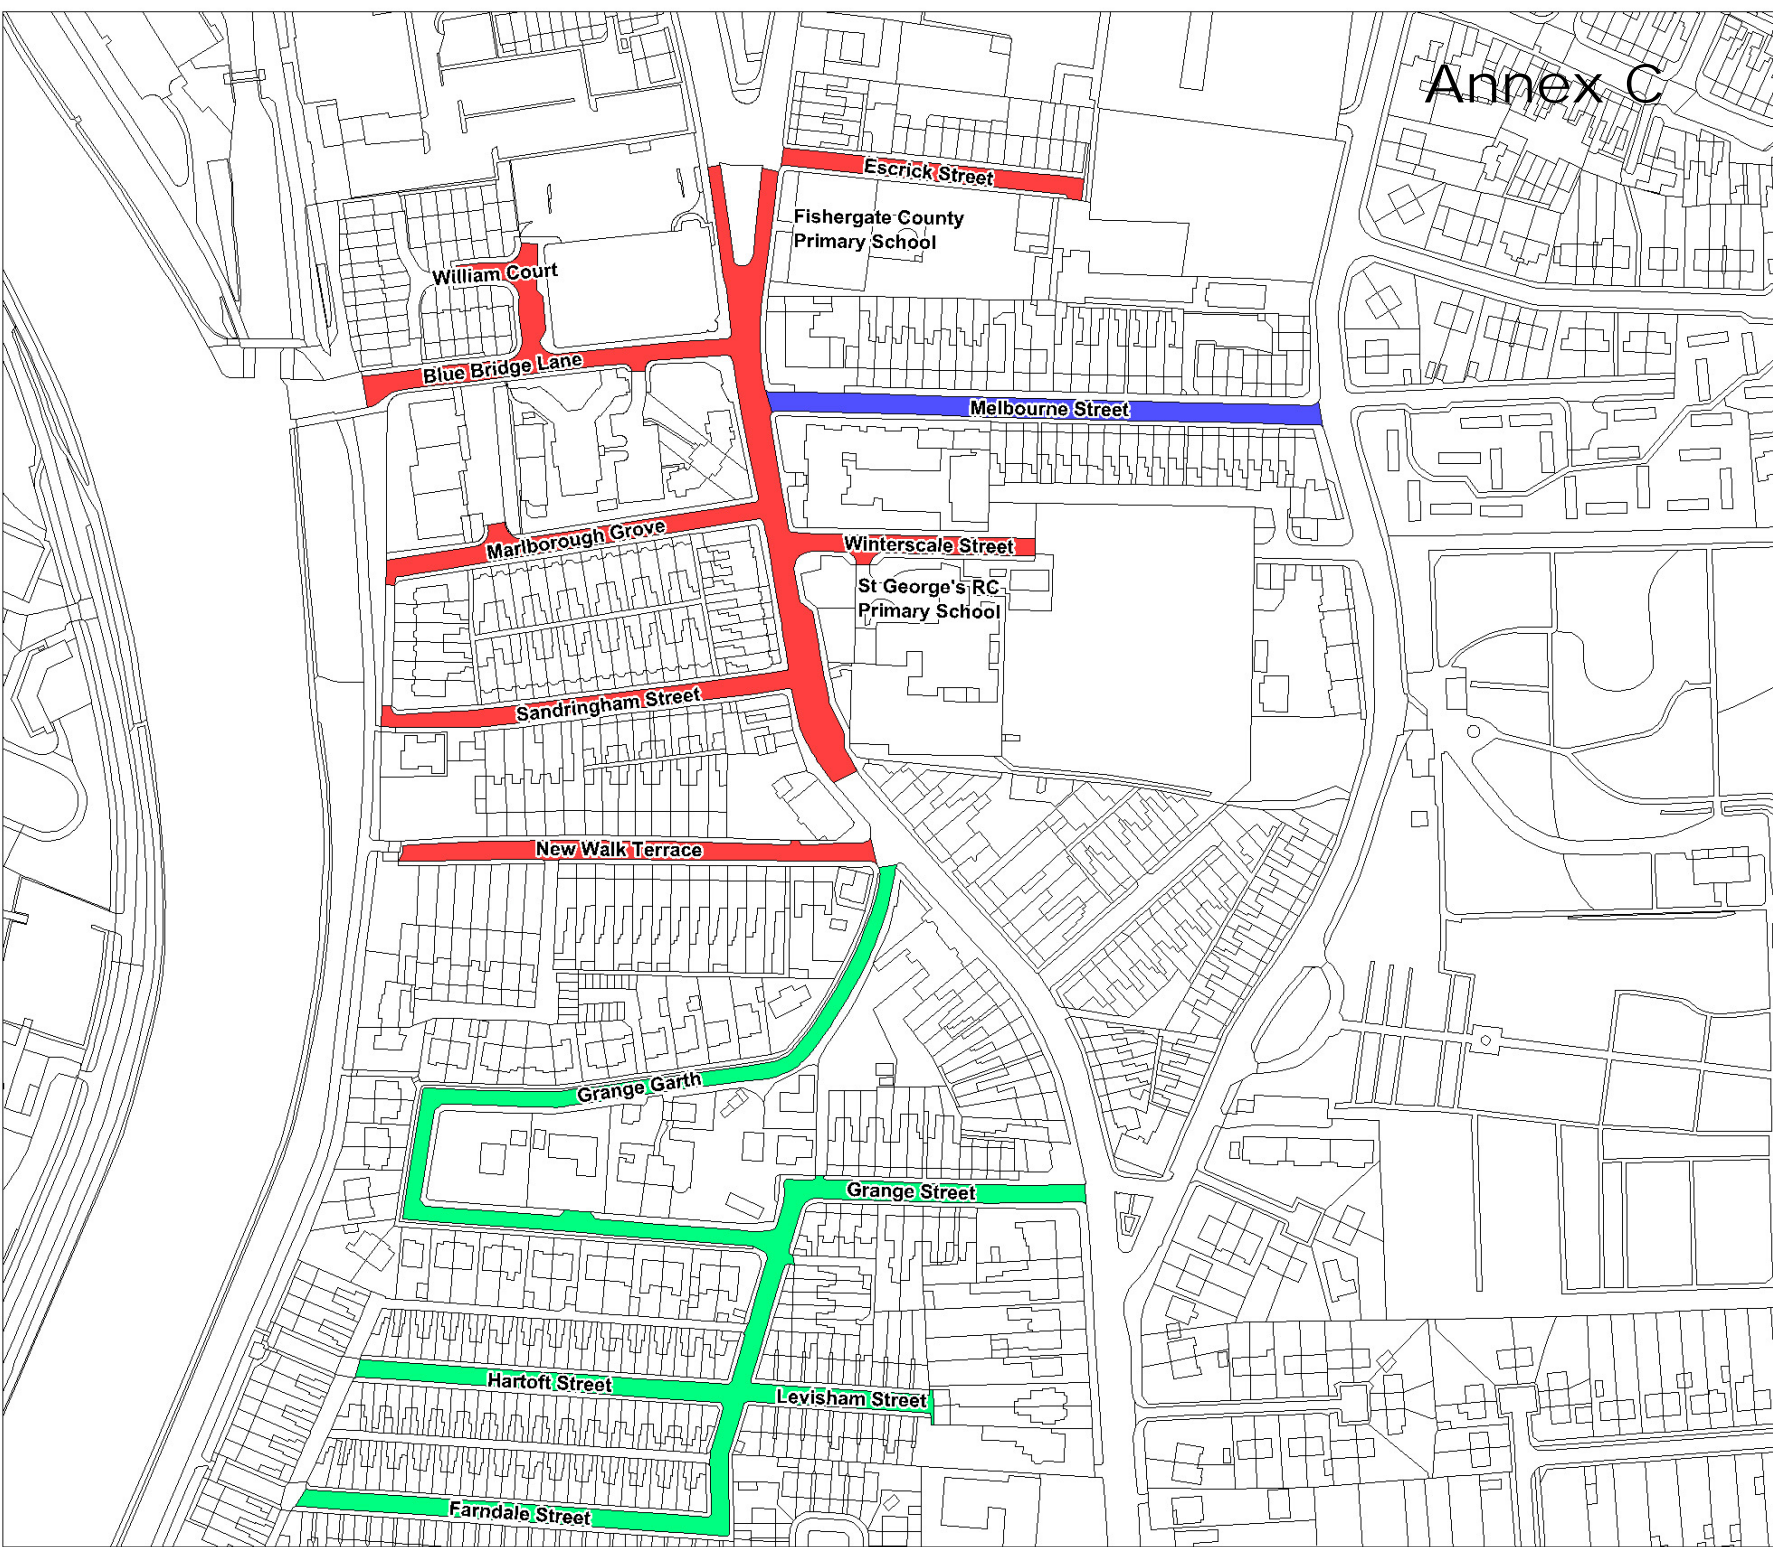 Annex C
Escrick Street
Fishergate County
Primary School
William Court
Blue Bridge Lane
Melbourne Street
Marlborough Grove
Winterscale Street
St George's RC
Primary School
Sandringham Street
New Walk Terrace
Grange Garth
Grange Street
Hartoft Street
Levisham Street
Farndale Street